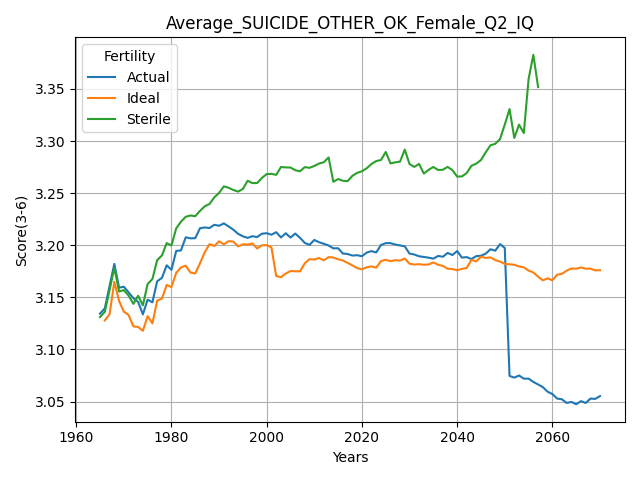 Average_SUICIDE_OTHER_OK_Female_Q2_IQ
Fertility
Actual
Ideal
Sterile
Score(3-6)
3.35
3.30
3.25
3.20
3.15
3.10
3.05
1960 1980 2000 2020 2040 2060
Years